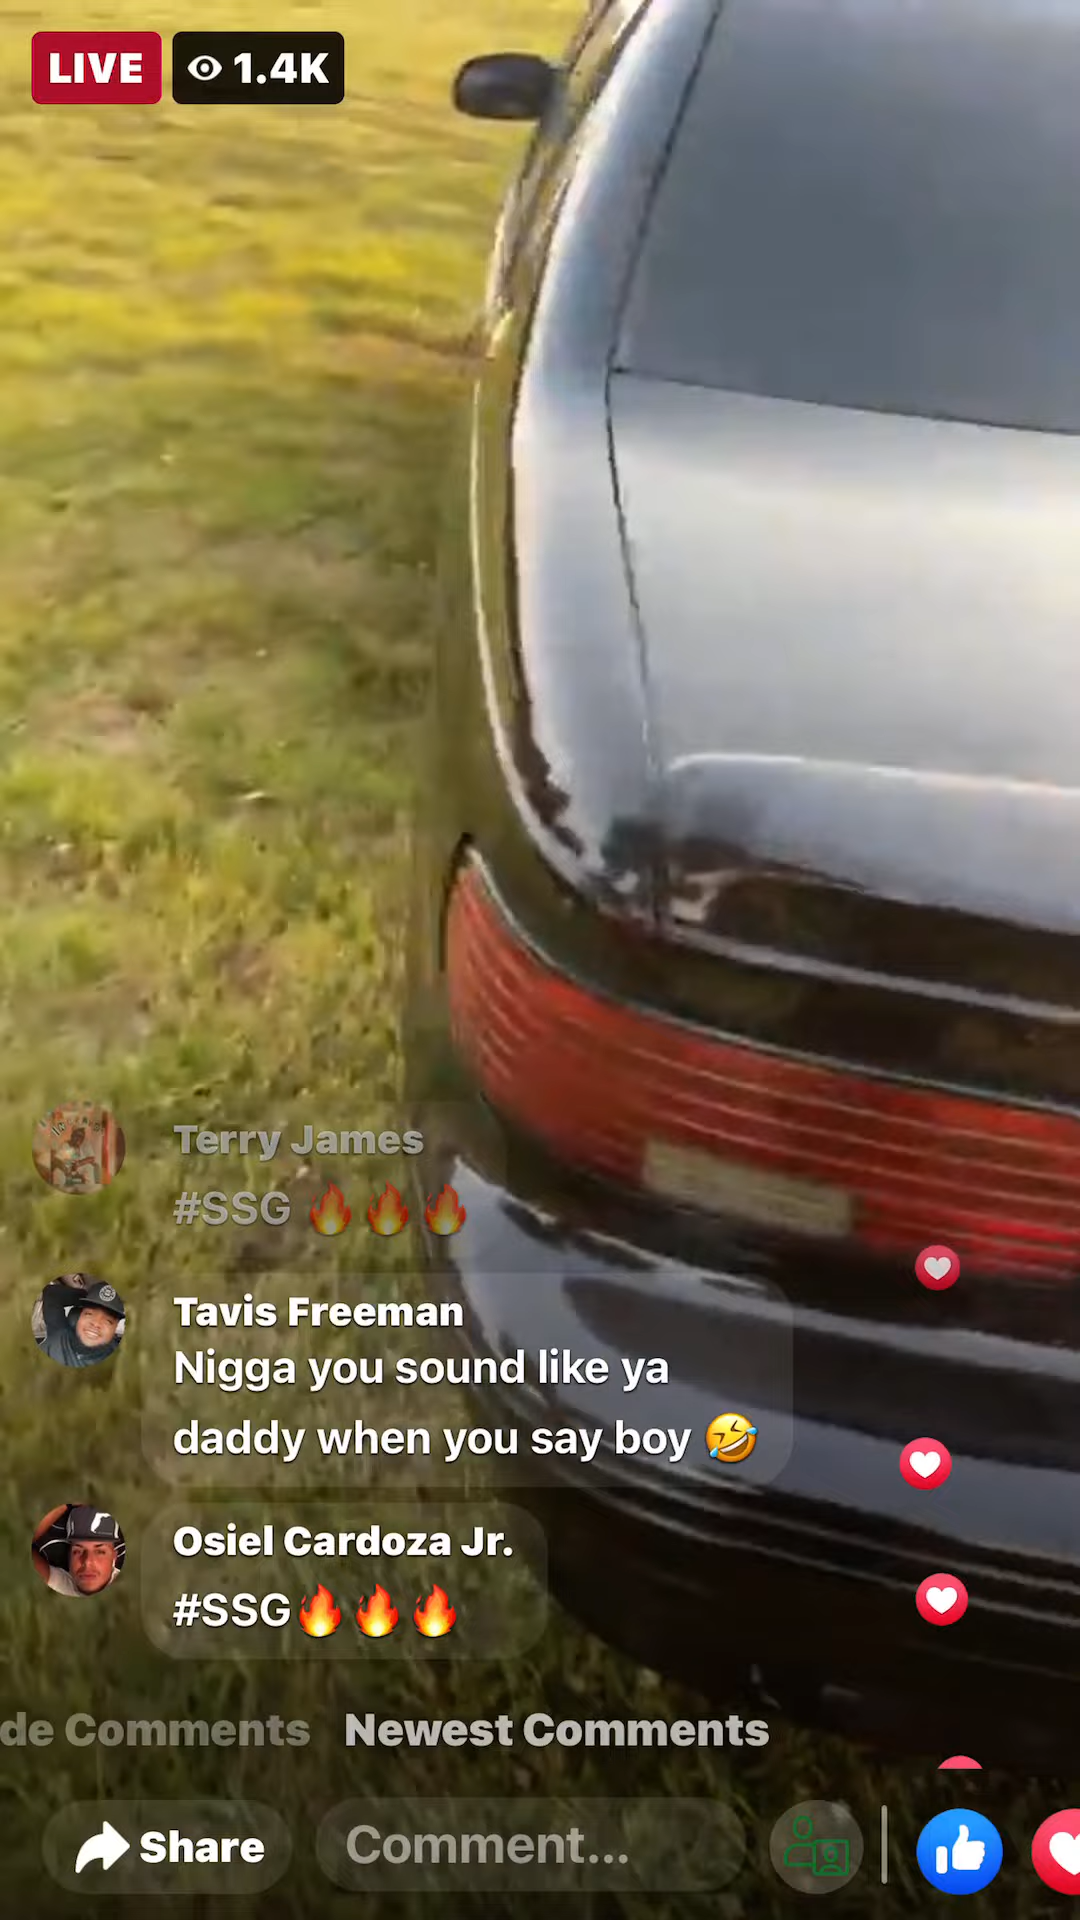 LIVE 1.4K
Terry James
#SSG 🔥🔥🔥
Tavis Freeman
Nigga you sound like ya
daddy when you say boy 🤣
Osiel Cardoza Jr.
#SSG🔥🔥🔥
de Comments Newest Comments
Share Comment...